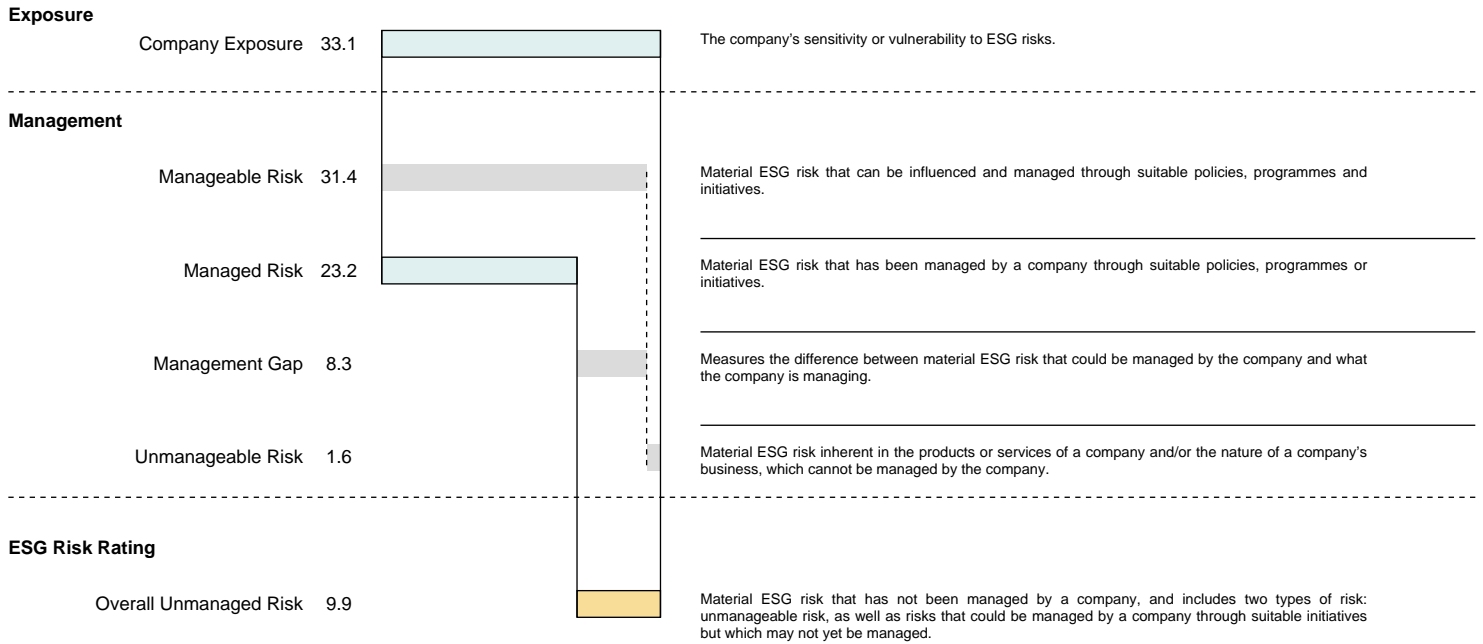 Exposure
Company Exposure 33.1
The company’s sensitivity or vulnerability to ESG risks.
Management
Manageable Risk 31.4
Material ESG risk that can be influenced and managed through suitable policies, programmes and
initiatives.
Managed Risk 23.2
Material ESG risk that has been managed by a company through suitable policies, programmes or
initiatives.
Management Gap 8.3
Measures the difference between material ESG risk that could be managed by the company and what
the company is managing.
Unmanageable Risk 1.6
Material ESG risk inherent in the products or services of a company and/or the nature of a company’s
business, which cannot be managed by the company.
ESG Risk Rating
Overall Unmanaged Risk 9.9
Material ESG risk that has not been managed by a company, and includes two types of risk:
unmanageable risk, as well as risks that could be managed by a company through suitable initiatives
but which may not yet be managed.